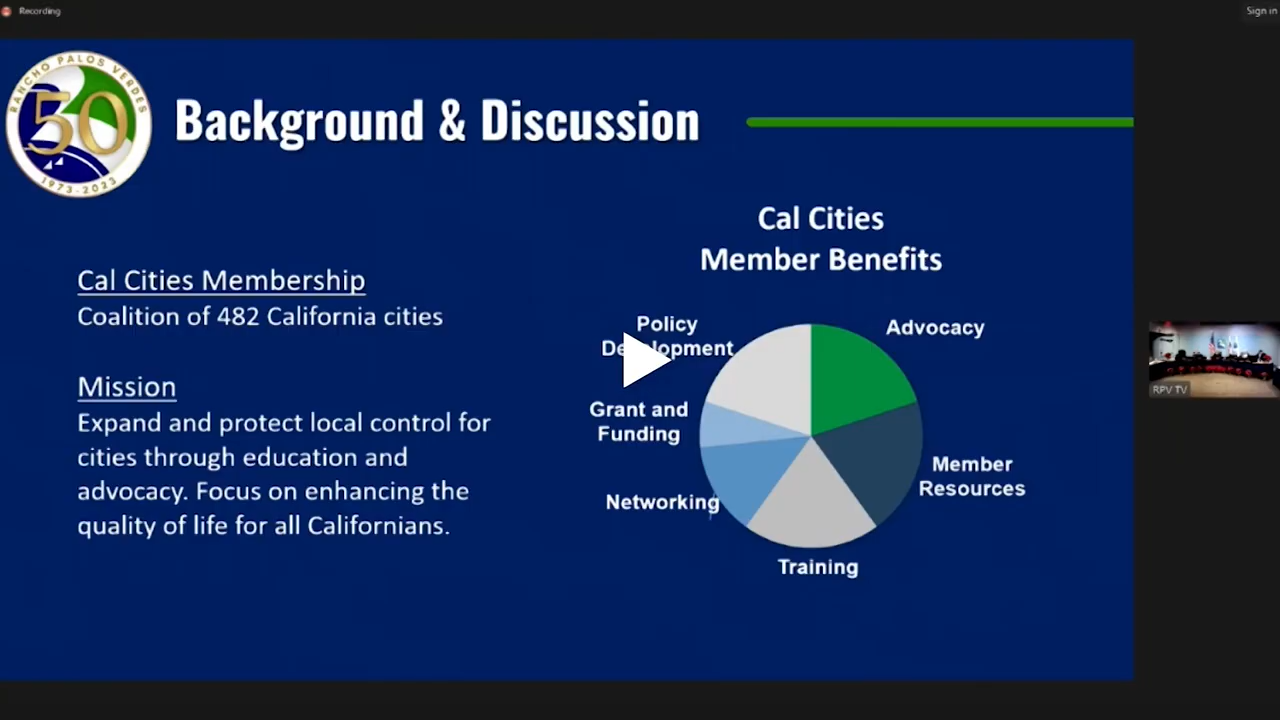 Recording
Sign in
RANCHO PALOS VERDES
50
1973-2023
Background & Discussion
Cal Cities Membership
Coalition of 482 California cities
Mission
Expand and protect local control for
cities through education and
advocacy. Focus on enhancing the
quality of life for all Californians.
Cal Cities
Member Benefits
Policy
Development
Advocacy
Grant and
Funding
Member
Resources
Networking
Training
RPV TV